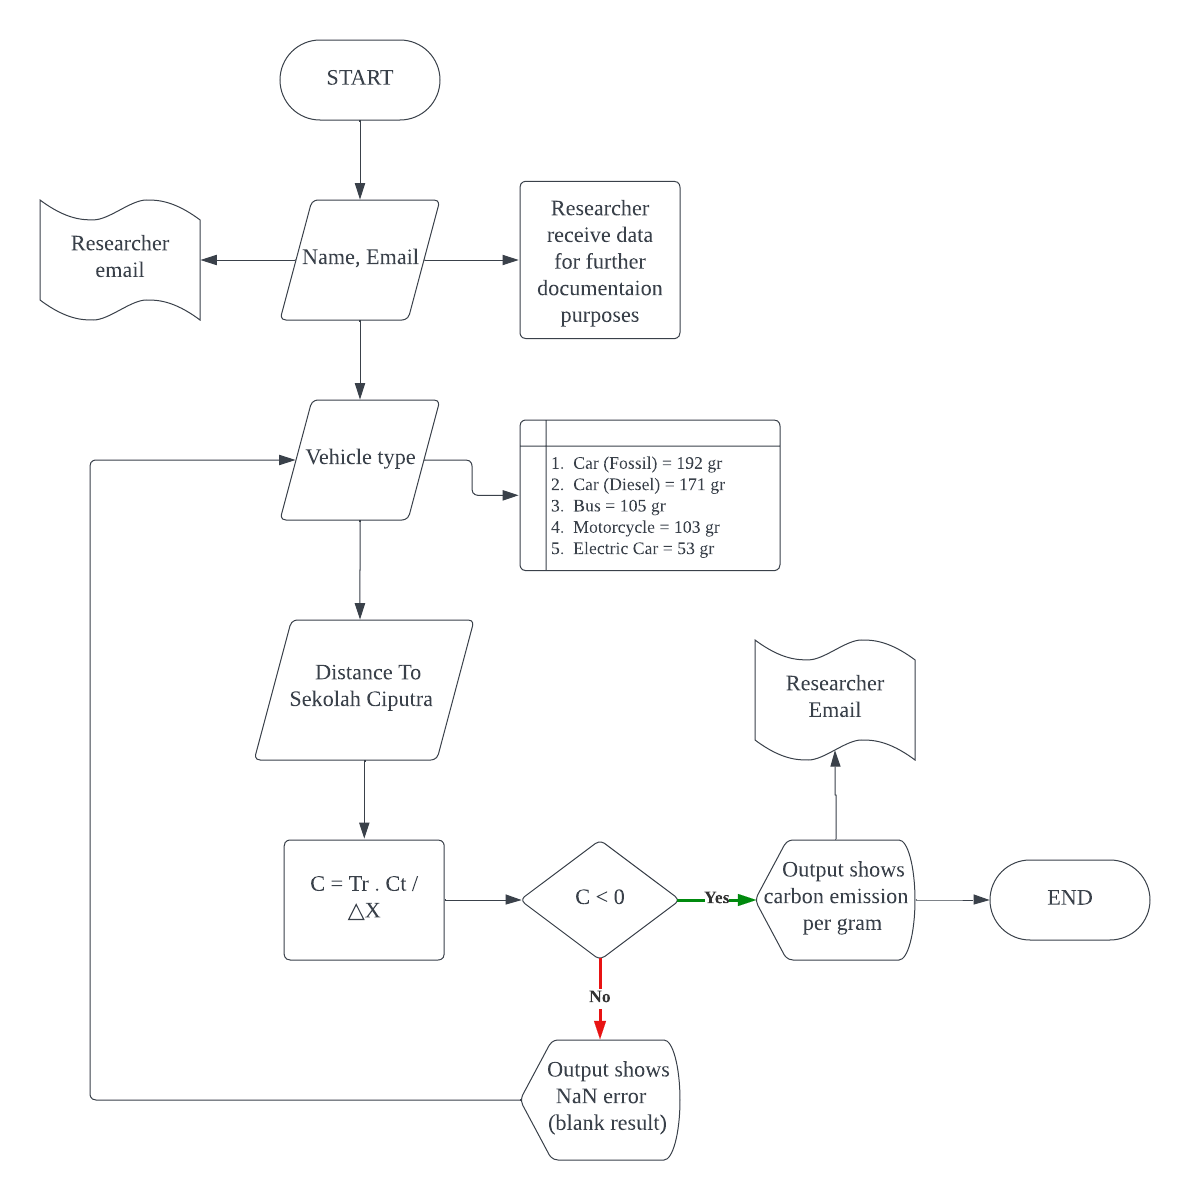 START
Researcher
email
Name, Email
Researcher
receive data
for further
documentaion
purposes
Vehicle type
1. Car (Fossil) = 192 gr
2. Car (Diesel) = 171 gr
3. Bus = 105 gr
4. Motorcycle = 103 gr
5. Electric Car = 53 gr
Distance To
Sekolah Ciputra
Researcher
Email
C = Tr . Ct /
△X
C < 0
Yes
Output shows
carbon emission
per gram
END
No
Output shows
NaN error
(blank result)